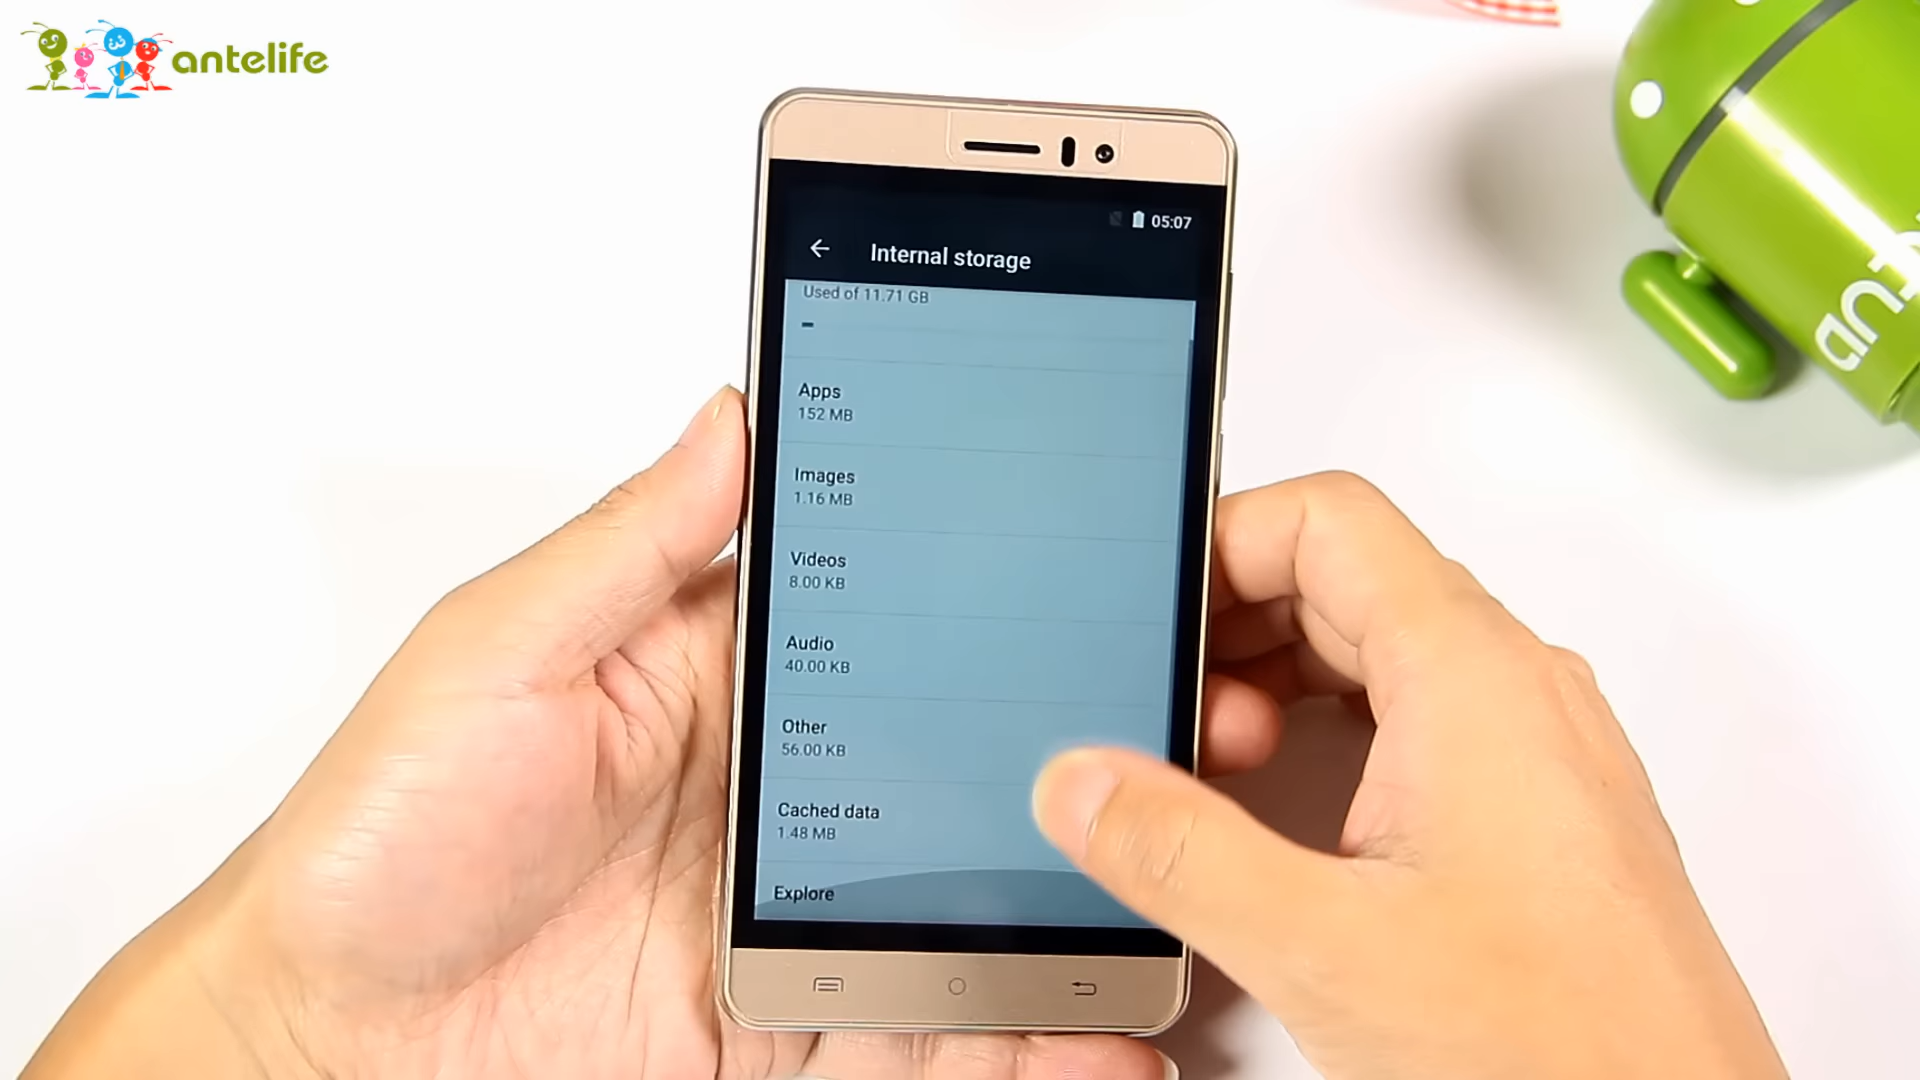 antelife
05:07
Internal storage
Used of 11.71 GB
Apps
152 MB
Images
1.16 MB
Videos
8.00 KB
Audio
40.00 KB
Other
56.00 KB
Cached data
1.48 MB
Explore